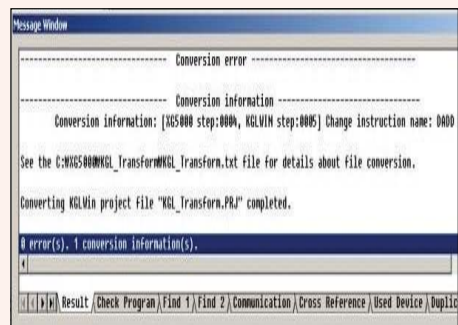 Message Window
---------------------------------- Conversion error ----------------------------------------
---------------------------------- Conversion information ----------------------------------
Conversion information: [XG5000 step:0004, KGLWIN step:0005] Change instruction name: DADD
See the C:\XG5000\KGL_Transform\KGL_Transform.txt file for details about file conversion.
Converting KGLWin project file "KGL_Transform.PRJ" completed.
0 error(s). 1 conversion information(s).
Result / Check Program / Find 1 / Find 2 / Communication / Cross Reference / Used Device / Duplic